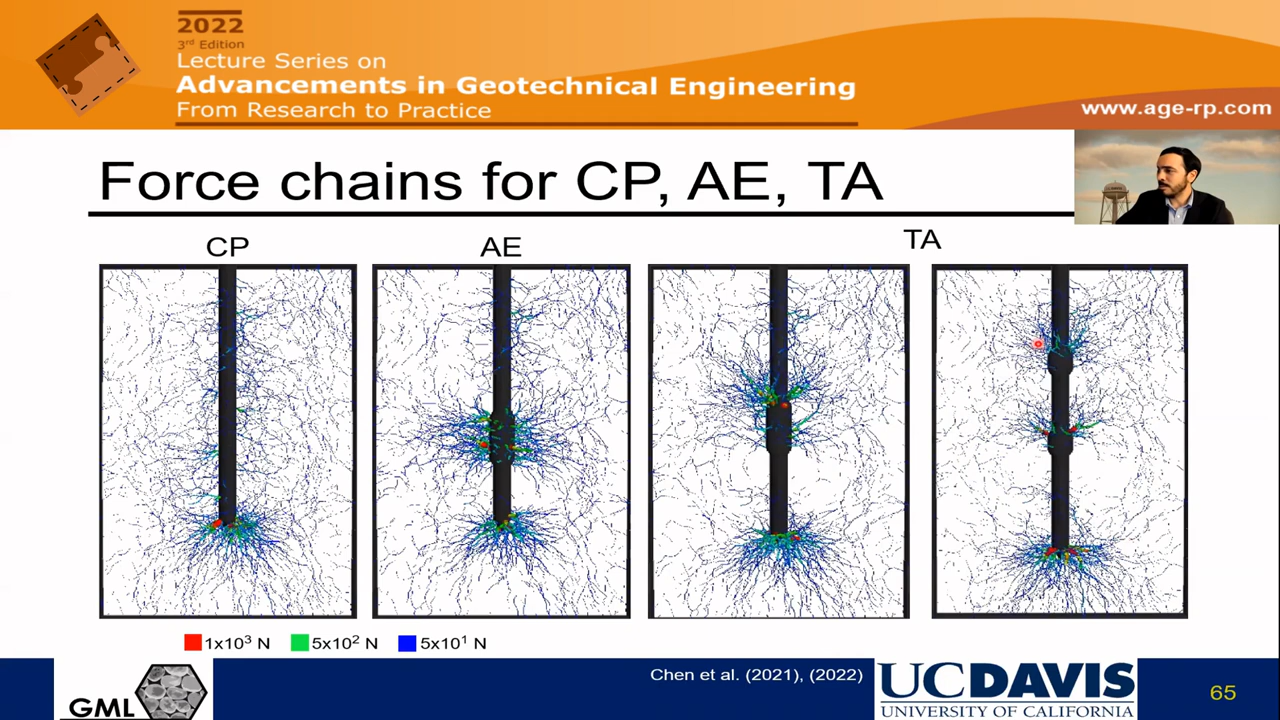 2022
3rd Edition
Lecture Series on
Advancements in Geotechnical Engineering
From Research to Practice
www.age-rp.com
Force chains for CP, AE, TA
CP
AE
TA
1x10³ N
5x10² N
5x10¹ N
Chen et al. (2021), (2022)
GML
UCDAVIS
UNIVERSITY OF CALIFORNIA
65